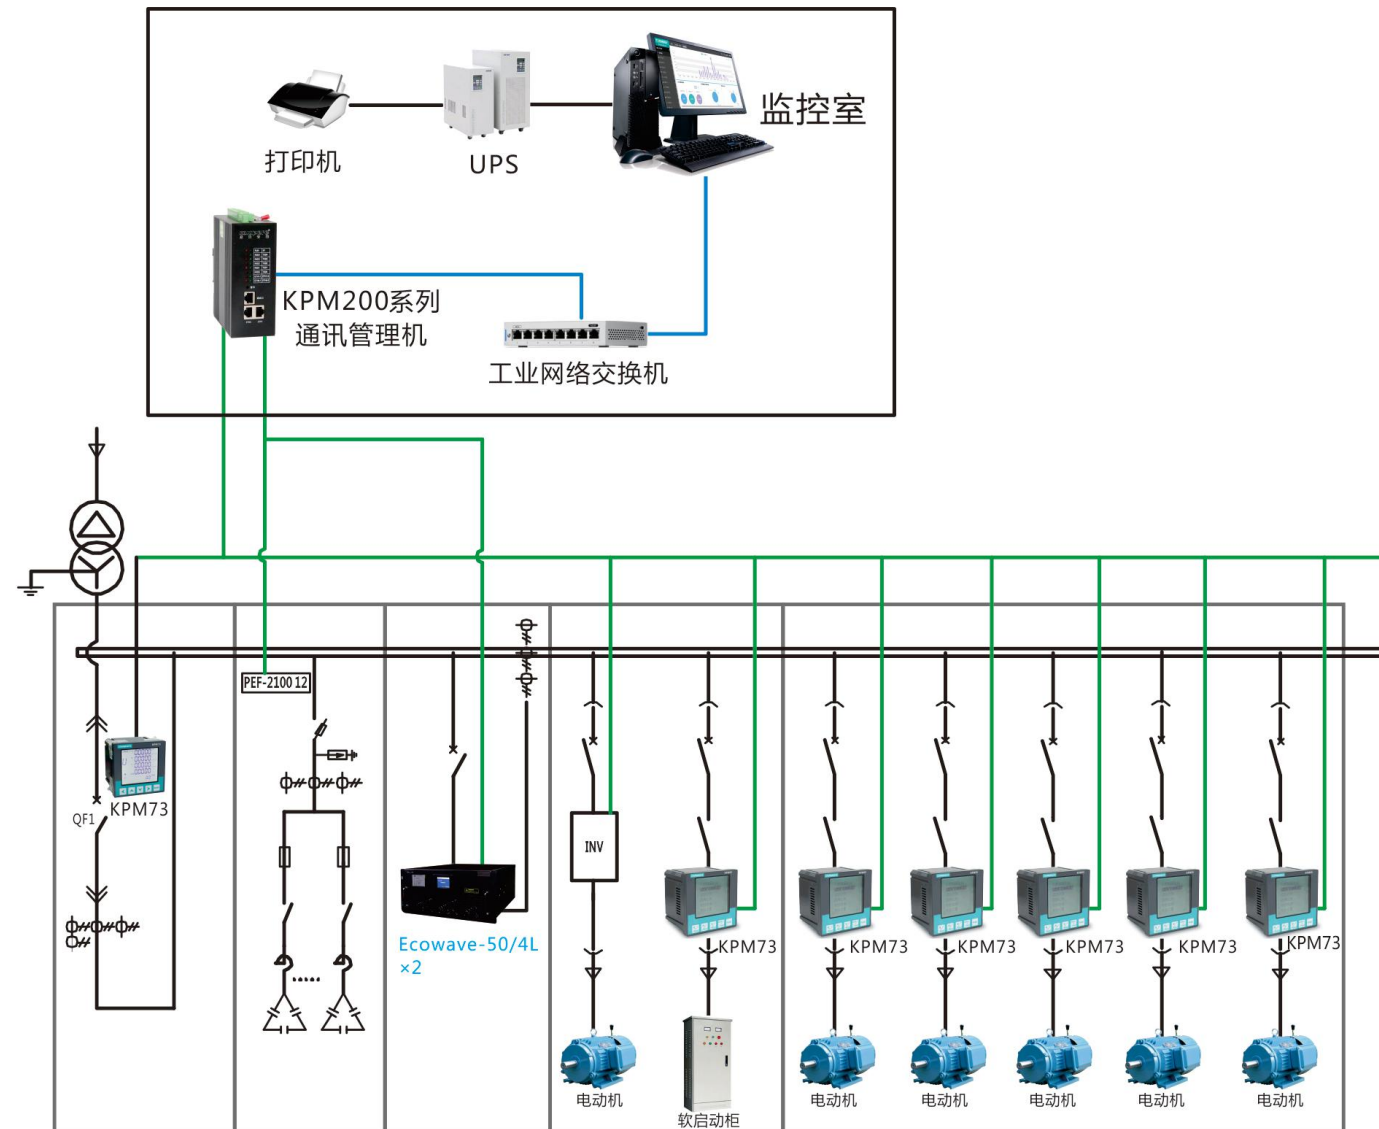 监控室
打印机
UPS
KPM200系列
通讯管理机
工业网络交换机
PEF-2100 12
KPM73
QF1
INV
Ecowave-50/4L
×2
KPM73
KPM73
KPM73
KPM73
KPM73
KPM73
电动机
软启动柜
电动机
电动机
电动机
电动机
电动机